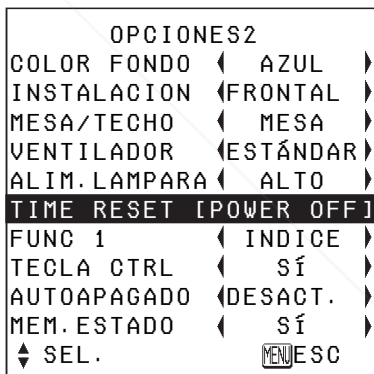 OPCIONES2
COLOR FONDO AZUL
INSTALACION FRONTAL
MESA/TECHO MESA
VENTILADOR ESTÁNDAR
ALIM.LAMPARA ALTO
TIME RESET [POWER OFF]
FUNC 1 INDICE
TECLA CTRL SÍ
AUTOAPAGADO DESACT.
MEM.ESTADO SÍ
SEL. MENU ESC